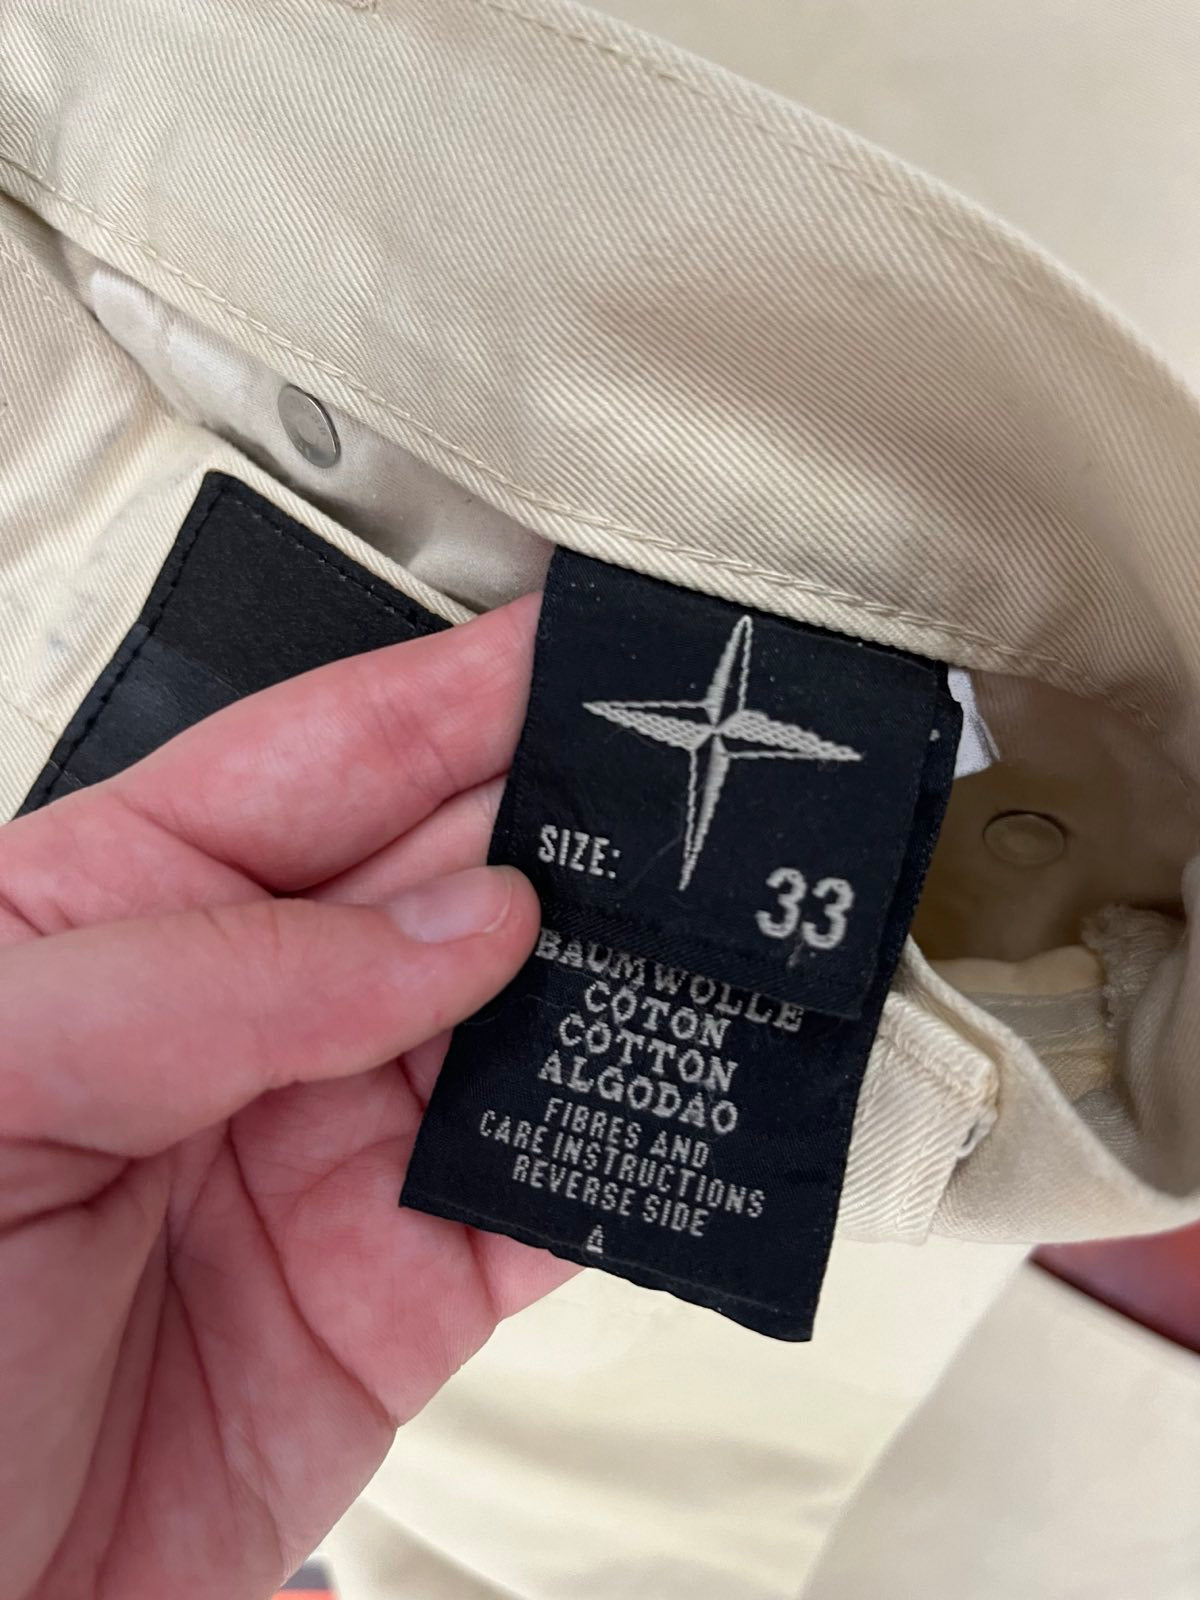 SIZE:
33
BAUMWOLLE
COTON
COTTON
ALGODAO
FIBRES AND
CARE INSTRUCTIONS
REVERSE SIDE
A